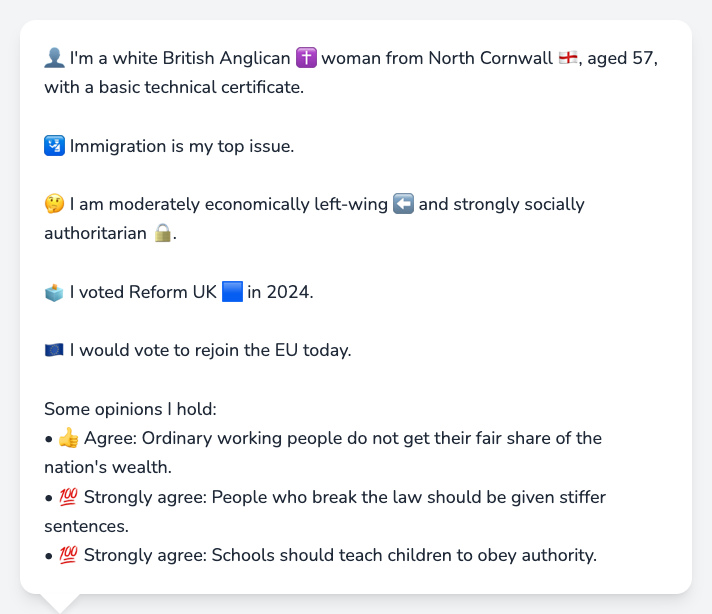 👤 I'm a white British Anglican ✝️ woman from North Cornwall 🏴󠁧󠁢󠁥󠁮󠁧󠁿, aged 57,
with a basic technical certificate.
🛂 Immigration is my top issue.
🤔 I am moderately economically left-wing ⬅️ and strongly socially
authoritarian 🔒.
🗳️ I voted Reform UK 🟦 in 2024.
🇪🇺 I would vote to rejoin the EU today.
Some opinions I hold:
• 👍 Agree: Ordinary working people do not get their fair share of the
nation's wealth.
• 💯 Strongly agree: People who break the law should be given stiffer
sentences.
• 💯 Strongly agree: Schools should teach children to obey authority.